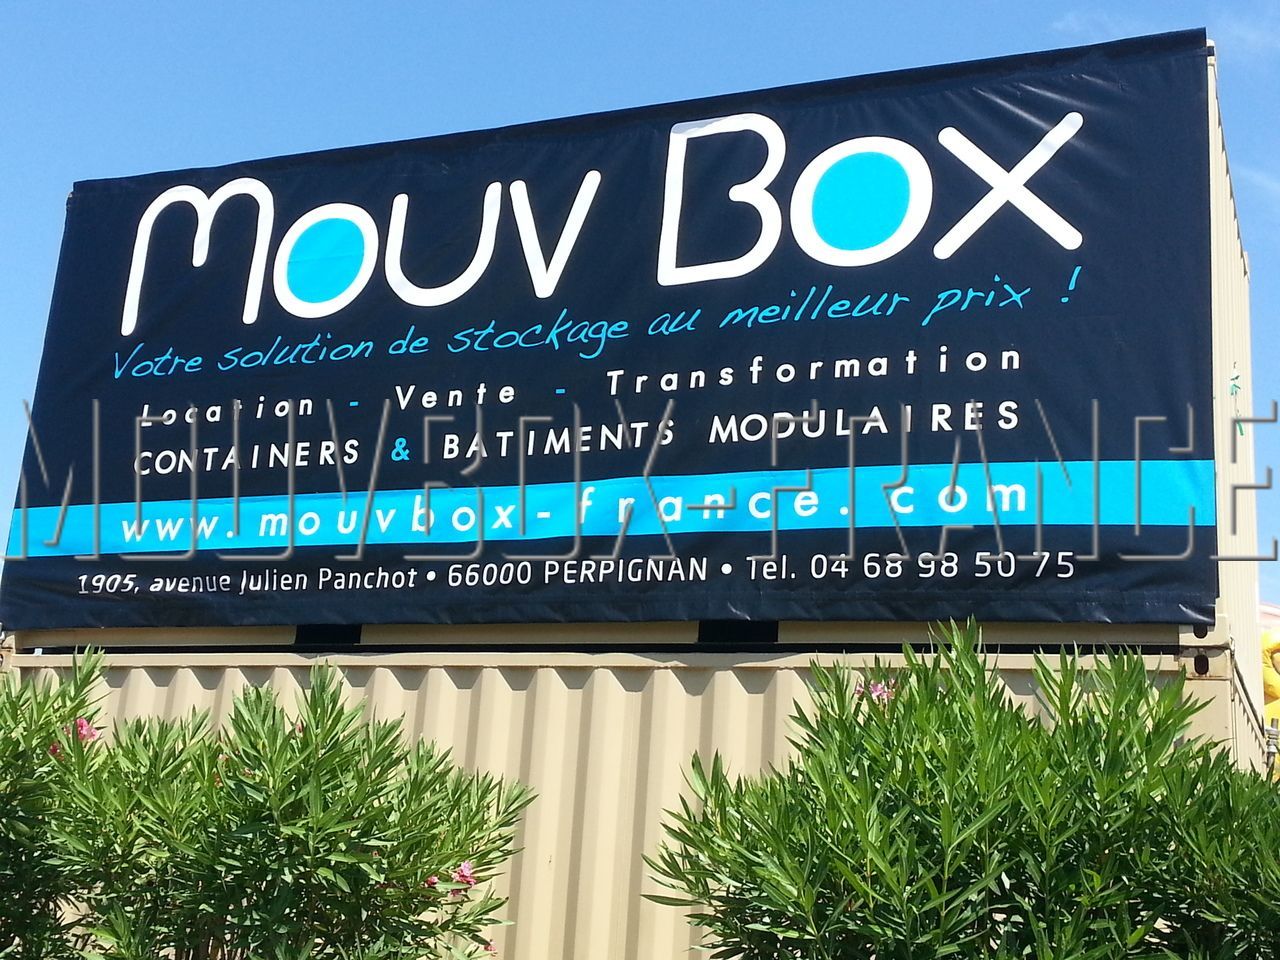 Mouv Box
Votre solution de stockage au meilleur prix !
Location - Vente - Transformation
CONTAINERS & BATIMENTS MODULAIRES
www.mouvbox-france.com
1905, avenue Julien Panchot • 66000 PERPIGNAN • Tel. 04 68 98 50 75
MOUVBOX-FRANCE